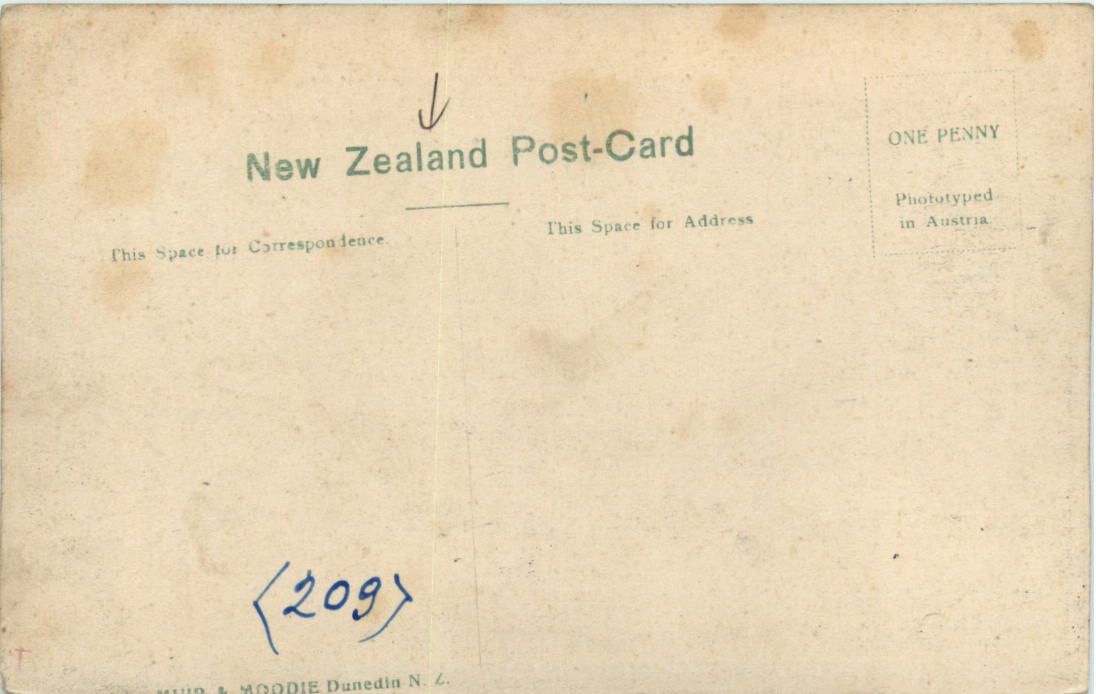 New Zealand Post-Card
ONE PENNY
Phototyped
in Austria
This Space for Correspondence.
This Space for Address
<209>
MUIR & MOODIE Dunedin N. Z.